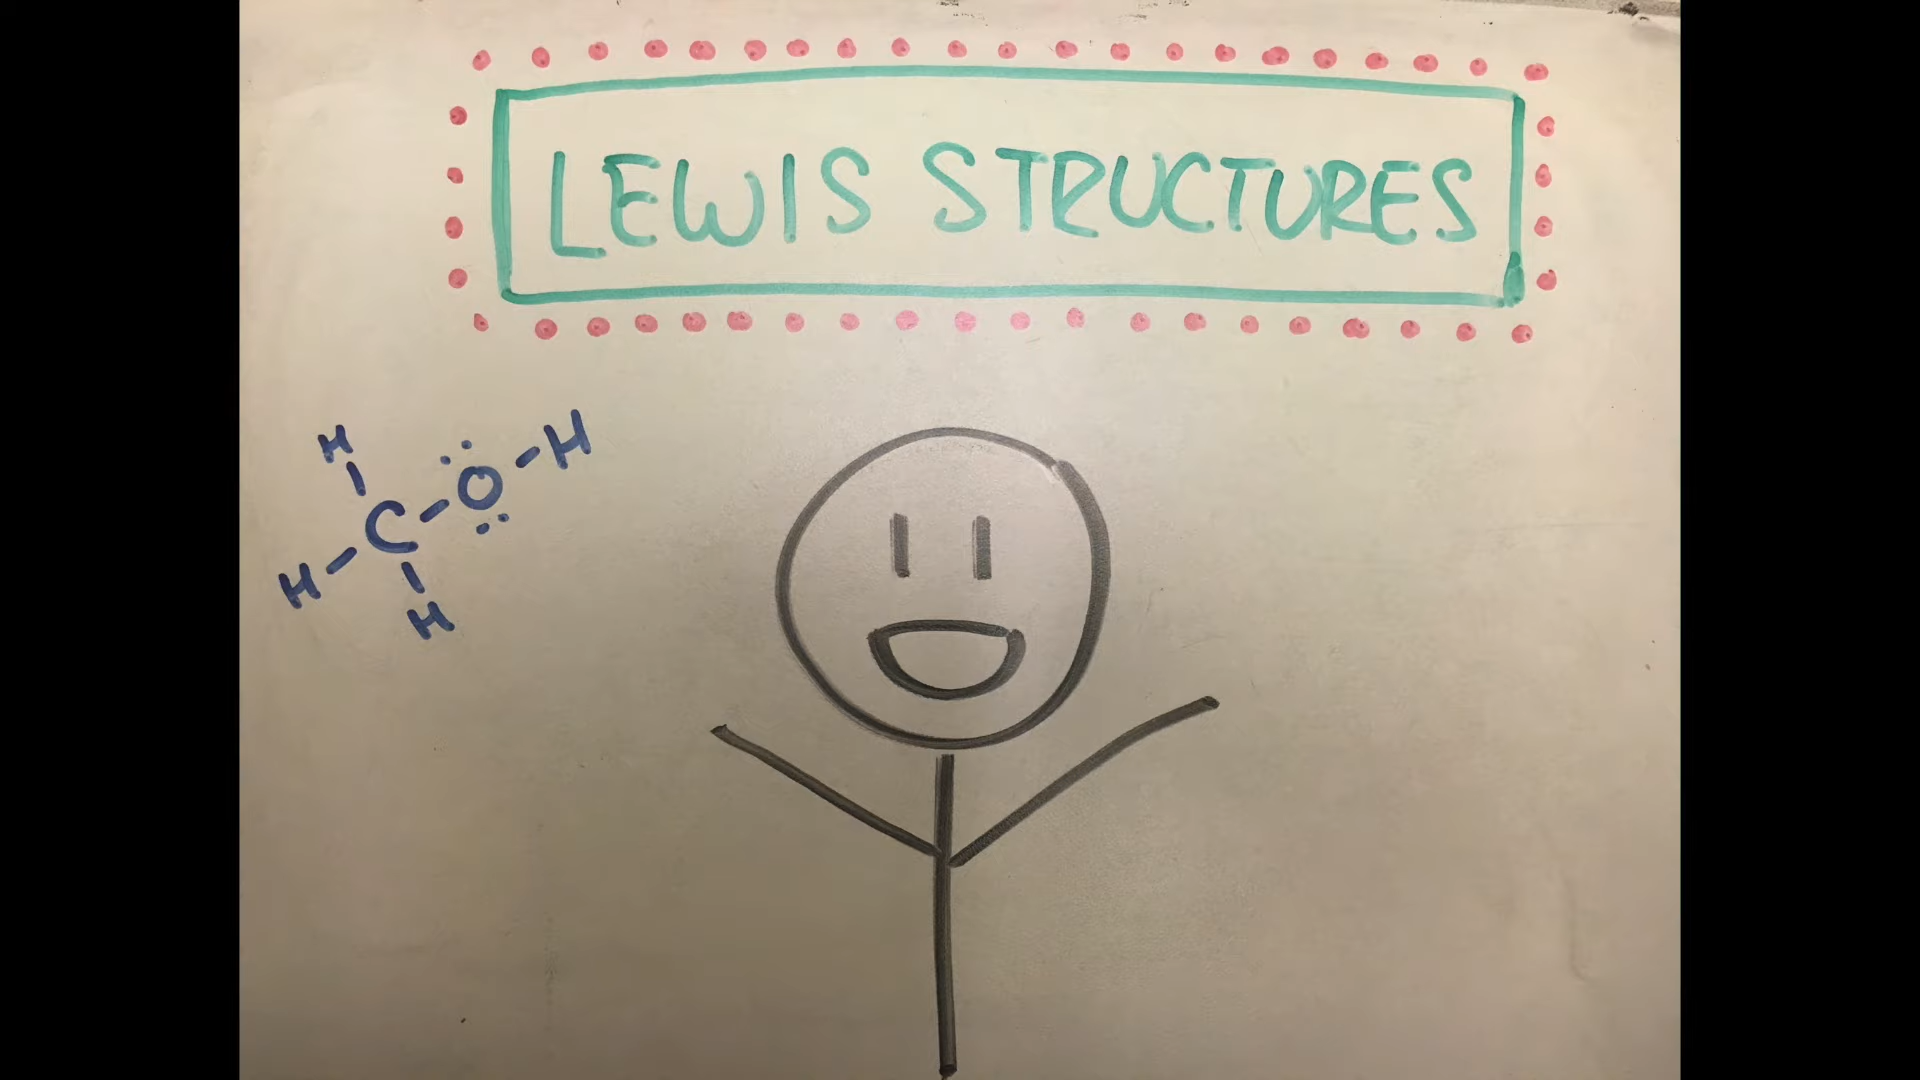 LEWIS STRUCTURES
H
O - H
C -
H -
H